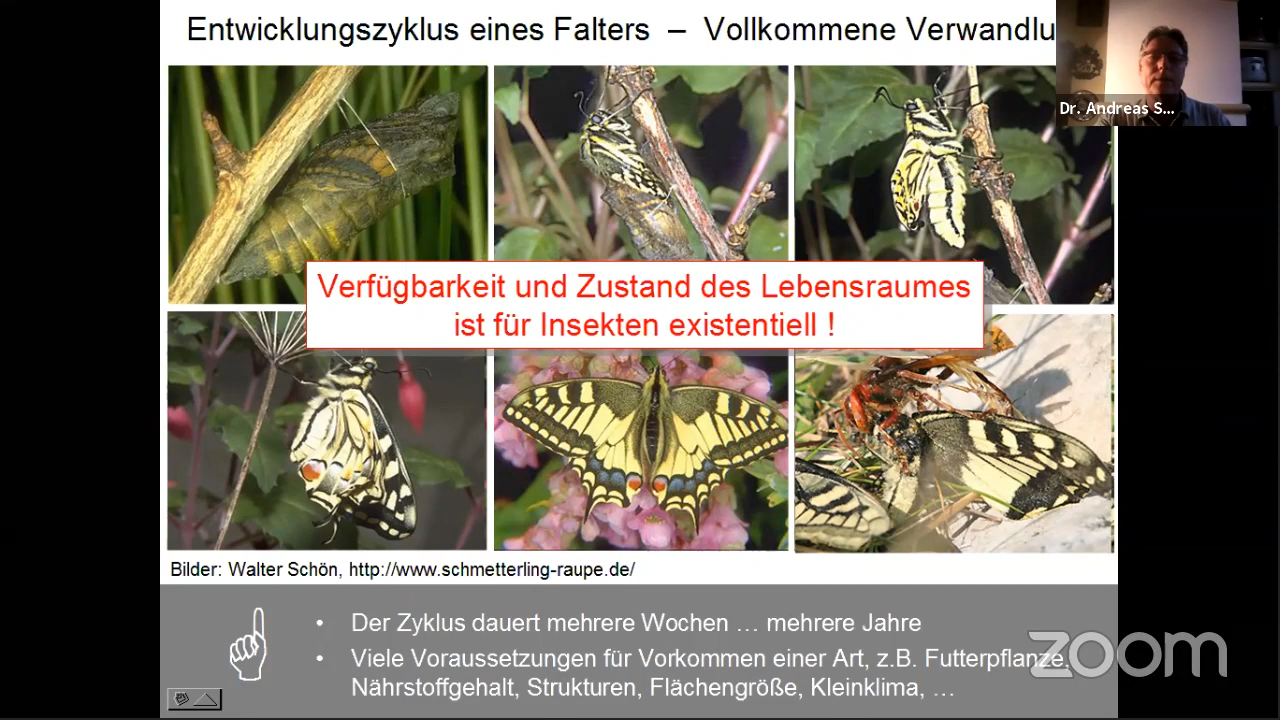 Entwicklungszyklus eines Falters – Vollkommene Verwandlu
Dr. Andreas S...
Verfügbarkeit und Zustand des Lebensraumes
ist für Insekten existentiell !
Bilder: Walter Schön, http://www.schmetterling-raupe.de/
• Der Zyklus dauert mehrere Wochen … mehrere Jahre
• Viele Voraussetzungen für Vorkommen einer Art, z.B. Futterpflanze,
Nährstoffgehalt, Strukturen, Flächengröße, Kleinklima, …
zoom